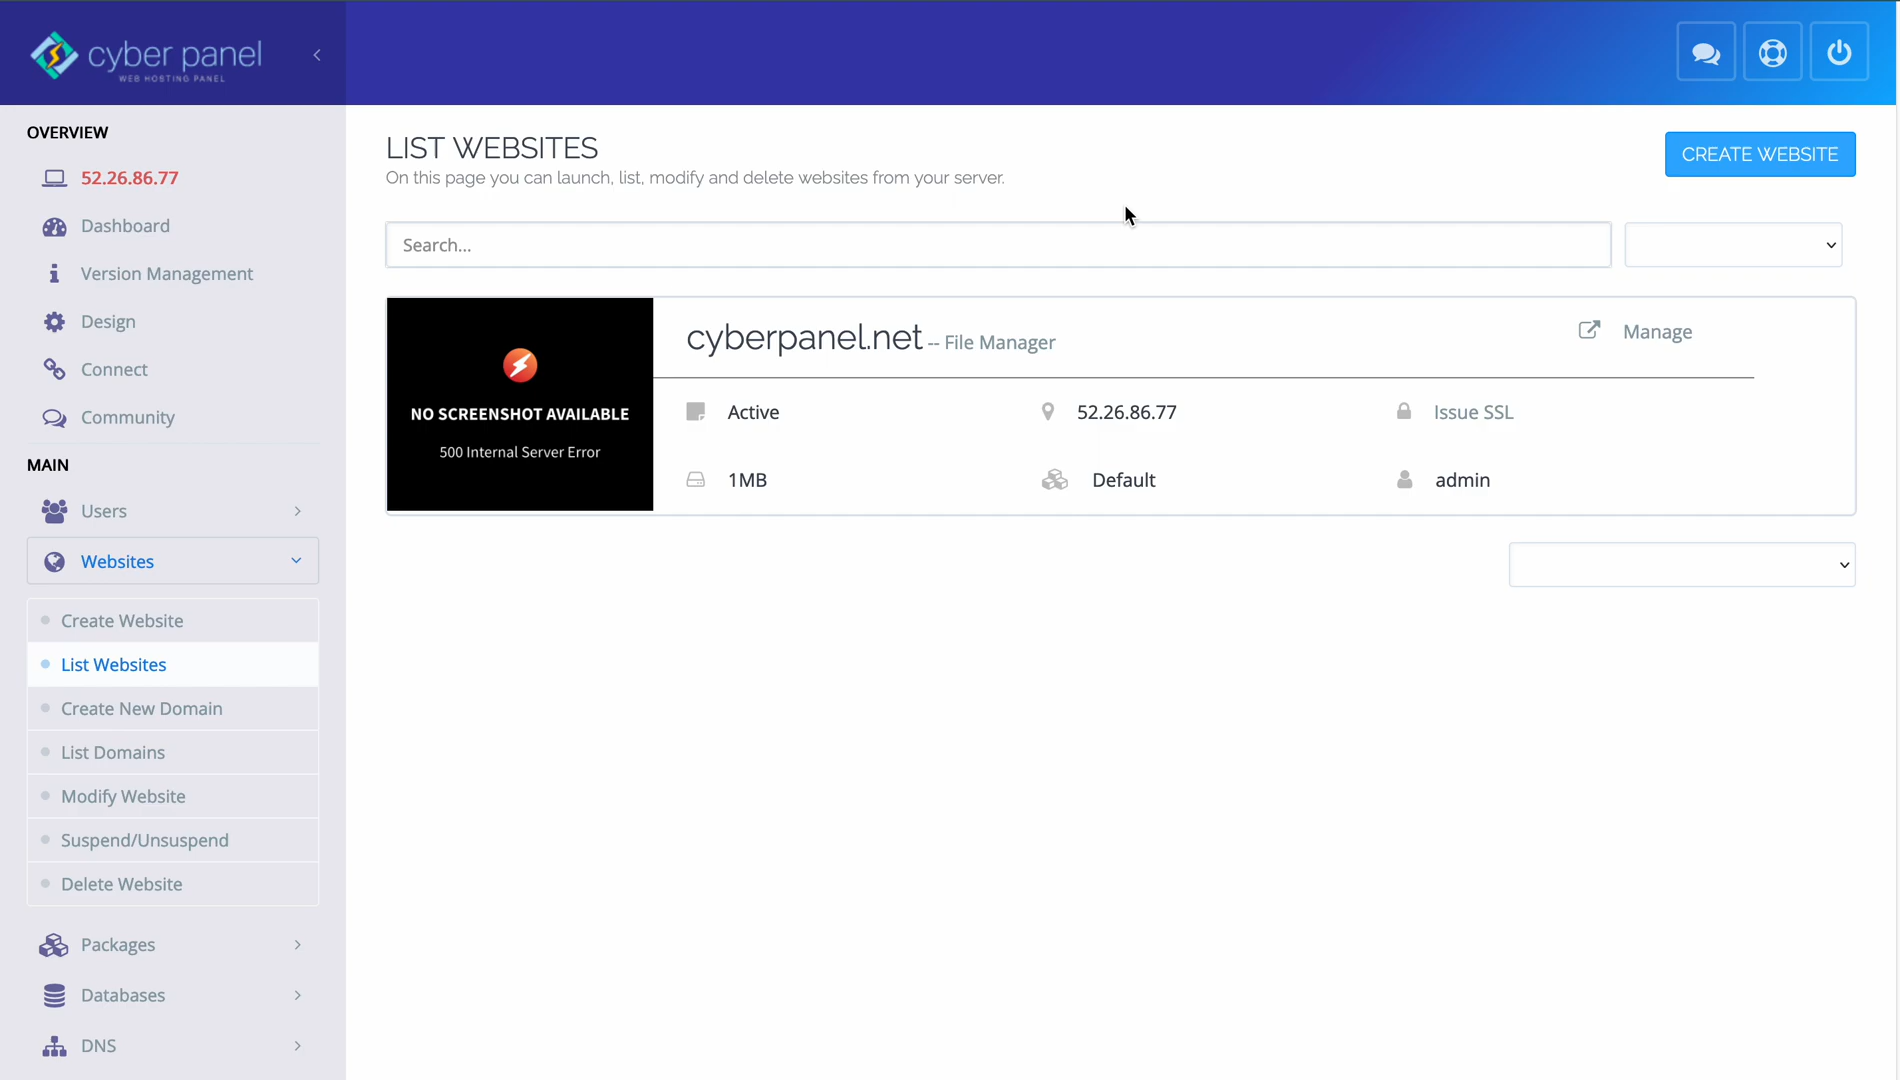 cyber panel
WEB HOSTING PANEL
OVERVIEW
52.26.86.77
Dashboard
Version Management
Design
Connect
Community
MAIN
Users
Websites
Create Website
List Websites
Create New Domain
List Domains
Modify Website
Suspend/Unsuspend
Delete Website
Packages
Databases
DNS
LIST WEBSITES
On this page you can launch, list, modify and delete websites from your server.
CREATE WEBSITE
Search...
NO SCREENSHOT AVAILABLE
500 Internal Server Error
cyberpanel.net -- File Manager
Manage
Active
52.26.86.77
Issue SSL
1MB
Default
admin